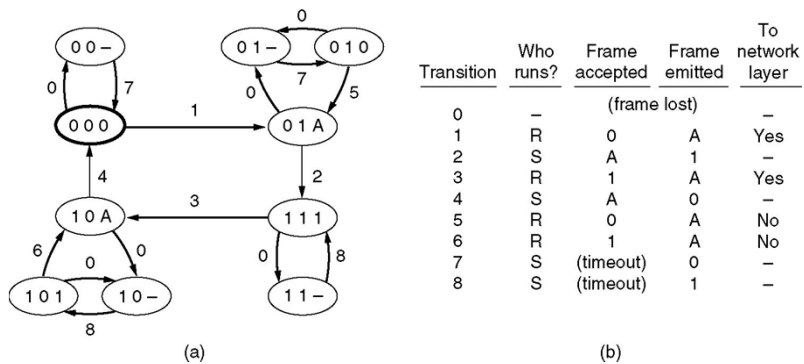 0 0 –
0
7
0 0 0
1
0
0 1 –
0 1 0
7
0
5
0 1 A
2
4
3
1 0 A
1 1 1
6
0
0
8
0
1 0 1
1 0 –
8
1 1 –
(a)
Transition Who runs? Frame accepted Frame emitted To network layer
0 – (frame lost) –
1 R 0 A Yes
2 S A 1 –
3 R 1 A Yes
4 S A 0 –
5 R 0 A No
6 R 1 A No
7 S (timeout) 0 –
8 S (timeout) 1 –
(b)